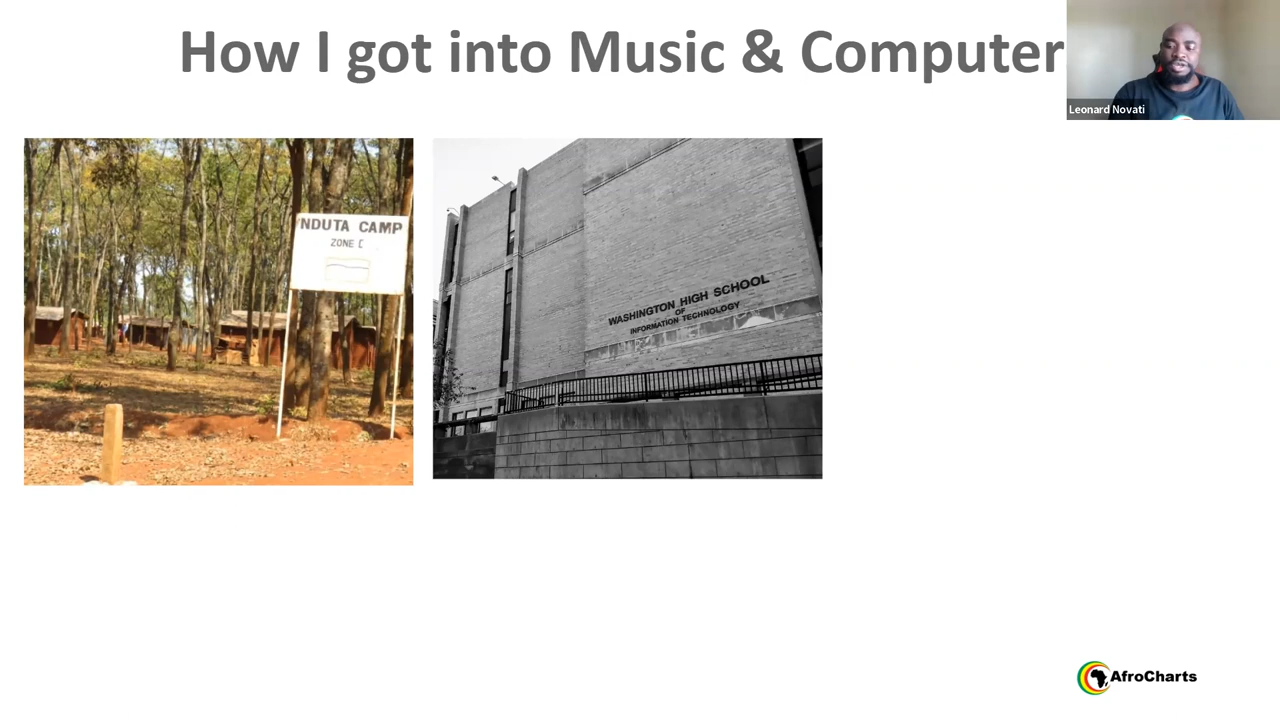 How I got into Music & Computer
Leonard Novati
NDUTA CAMP
ZONE
WASHINGTON HIGH SCHOOL
OF
INFORMATION TECHNOLOGY
AfroCharts